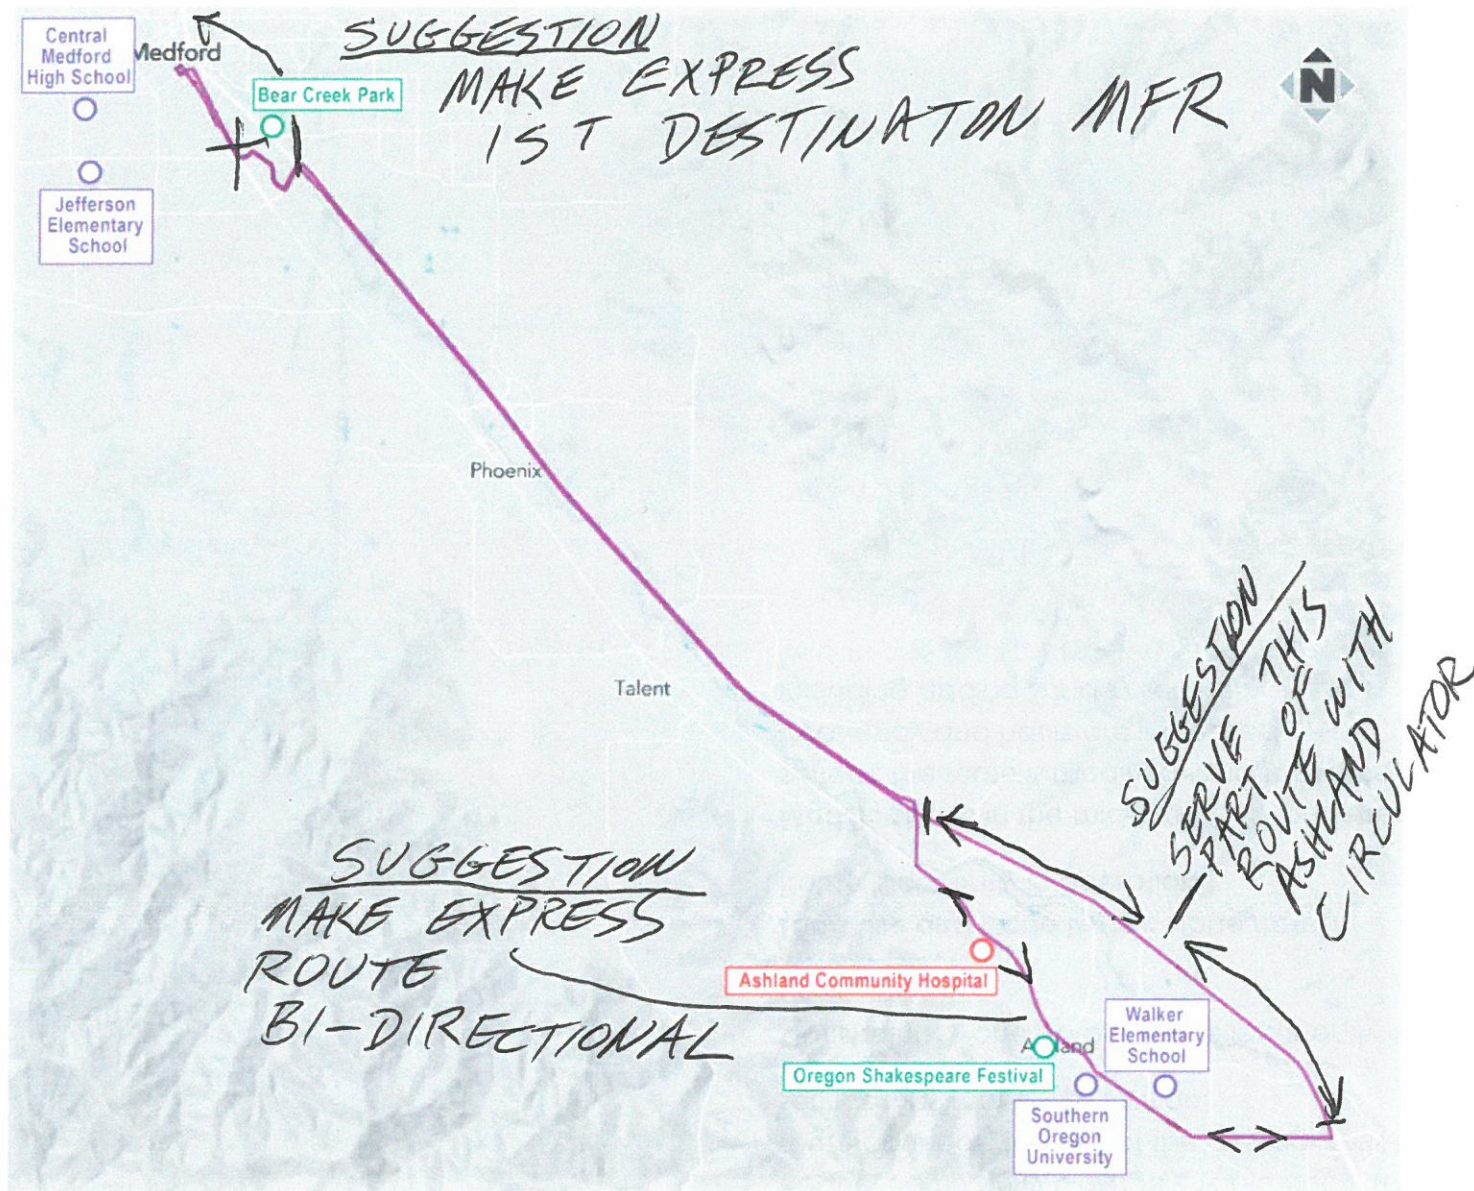 Central
Medford
High School
Medford
SUGGESTION
MAKE EXPRESS
1ST DESTINATON MFR
N
Bear Creek Park
Jefferson
Elementary
School
Phoenix
Talent
SUGGESTION
SERVE THIS
PART OF
ROUTE WITH
ASHLAND
CIRCULATOR
SUGGESTION
MAKE EXPRESS
ROUTE
BI-DIRECTIONAL
Ashland Community Hospital
Walker
Elementary
School
Oregon Shakespeare Festival
Southern
Oregon
University